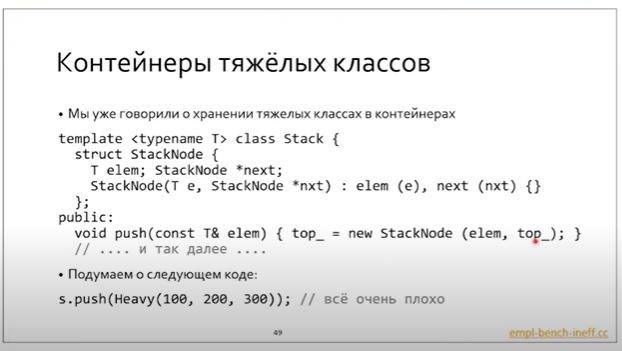 Контейнеры тяжёлых классов
• Мы уже говорили о хранении тяжелых классах в контейнерах
template <typename T> class Stack {
struct StackNode {
T elem; StackNode *next;
StackNode(T e, StackNode *nxt) : elem (e), next (nxt) {}
};
public:
void push(const T& elem) { top_ = new StackNode (elem, top_); }
// .... и так далее ....
• Подумаем о следующем коде:
s.push(Heavy(100, 200, 300)); // всё очень плохо
49
empl-bench-ineff.cc